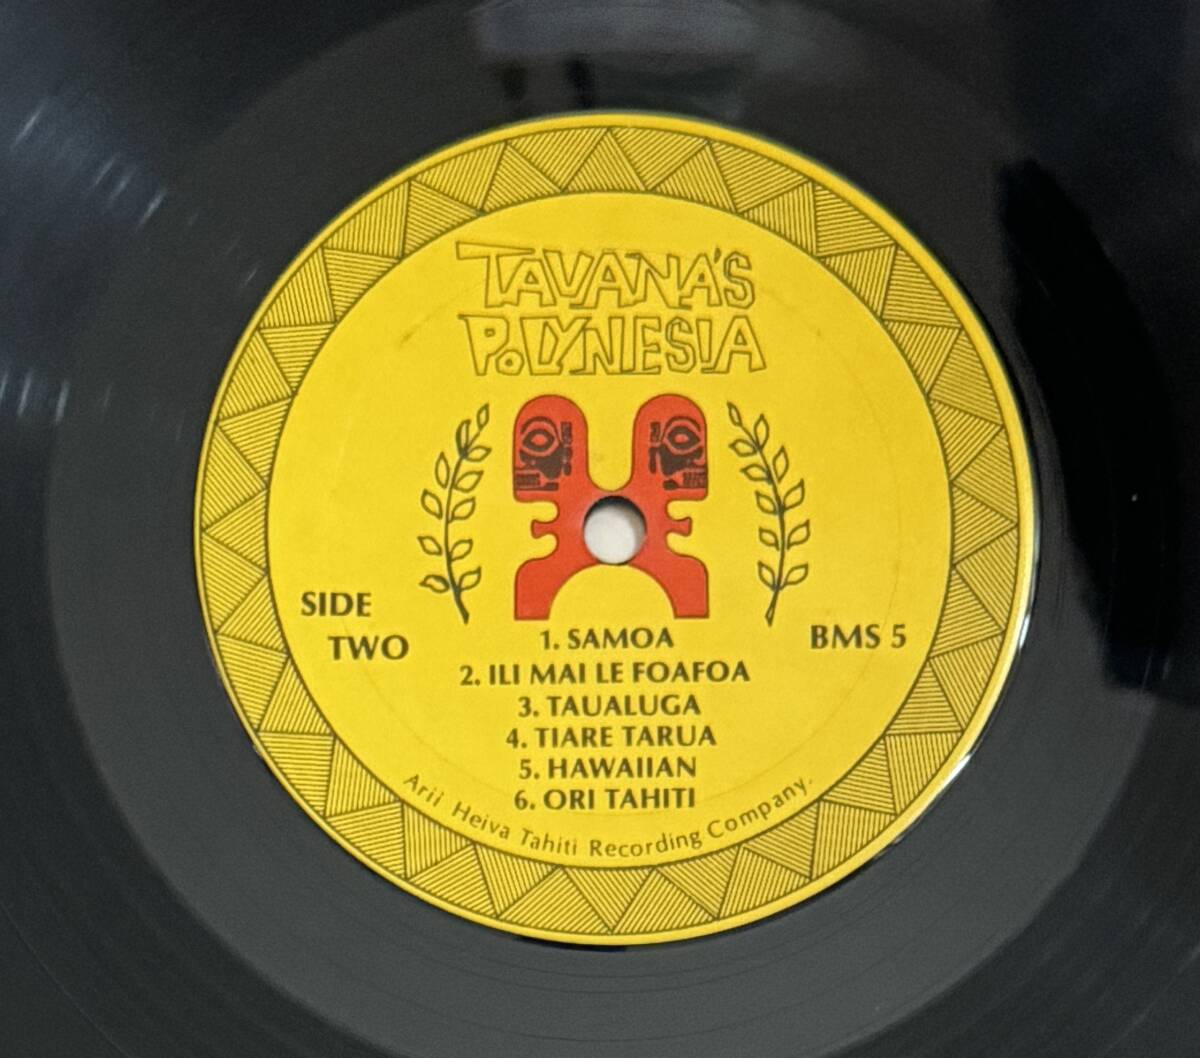 TAVANA'S
POLYNESIA
SIDE
TWO
BMS 5
1. SAMOA
2. ILI MAI LE FOAFOA
3. TAUALUGA
4. TIARE TARUA
5. HAWAIIAN
6. ORI TAHITI
Arii Heiva Tahiti Recording Company.